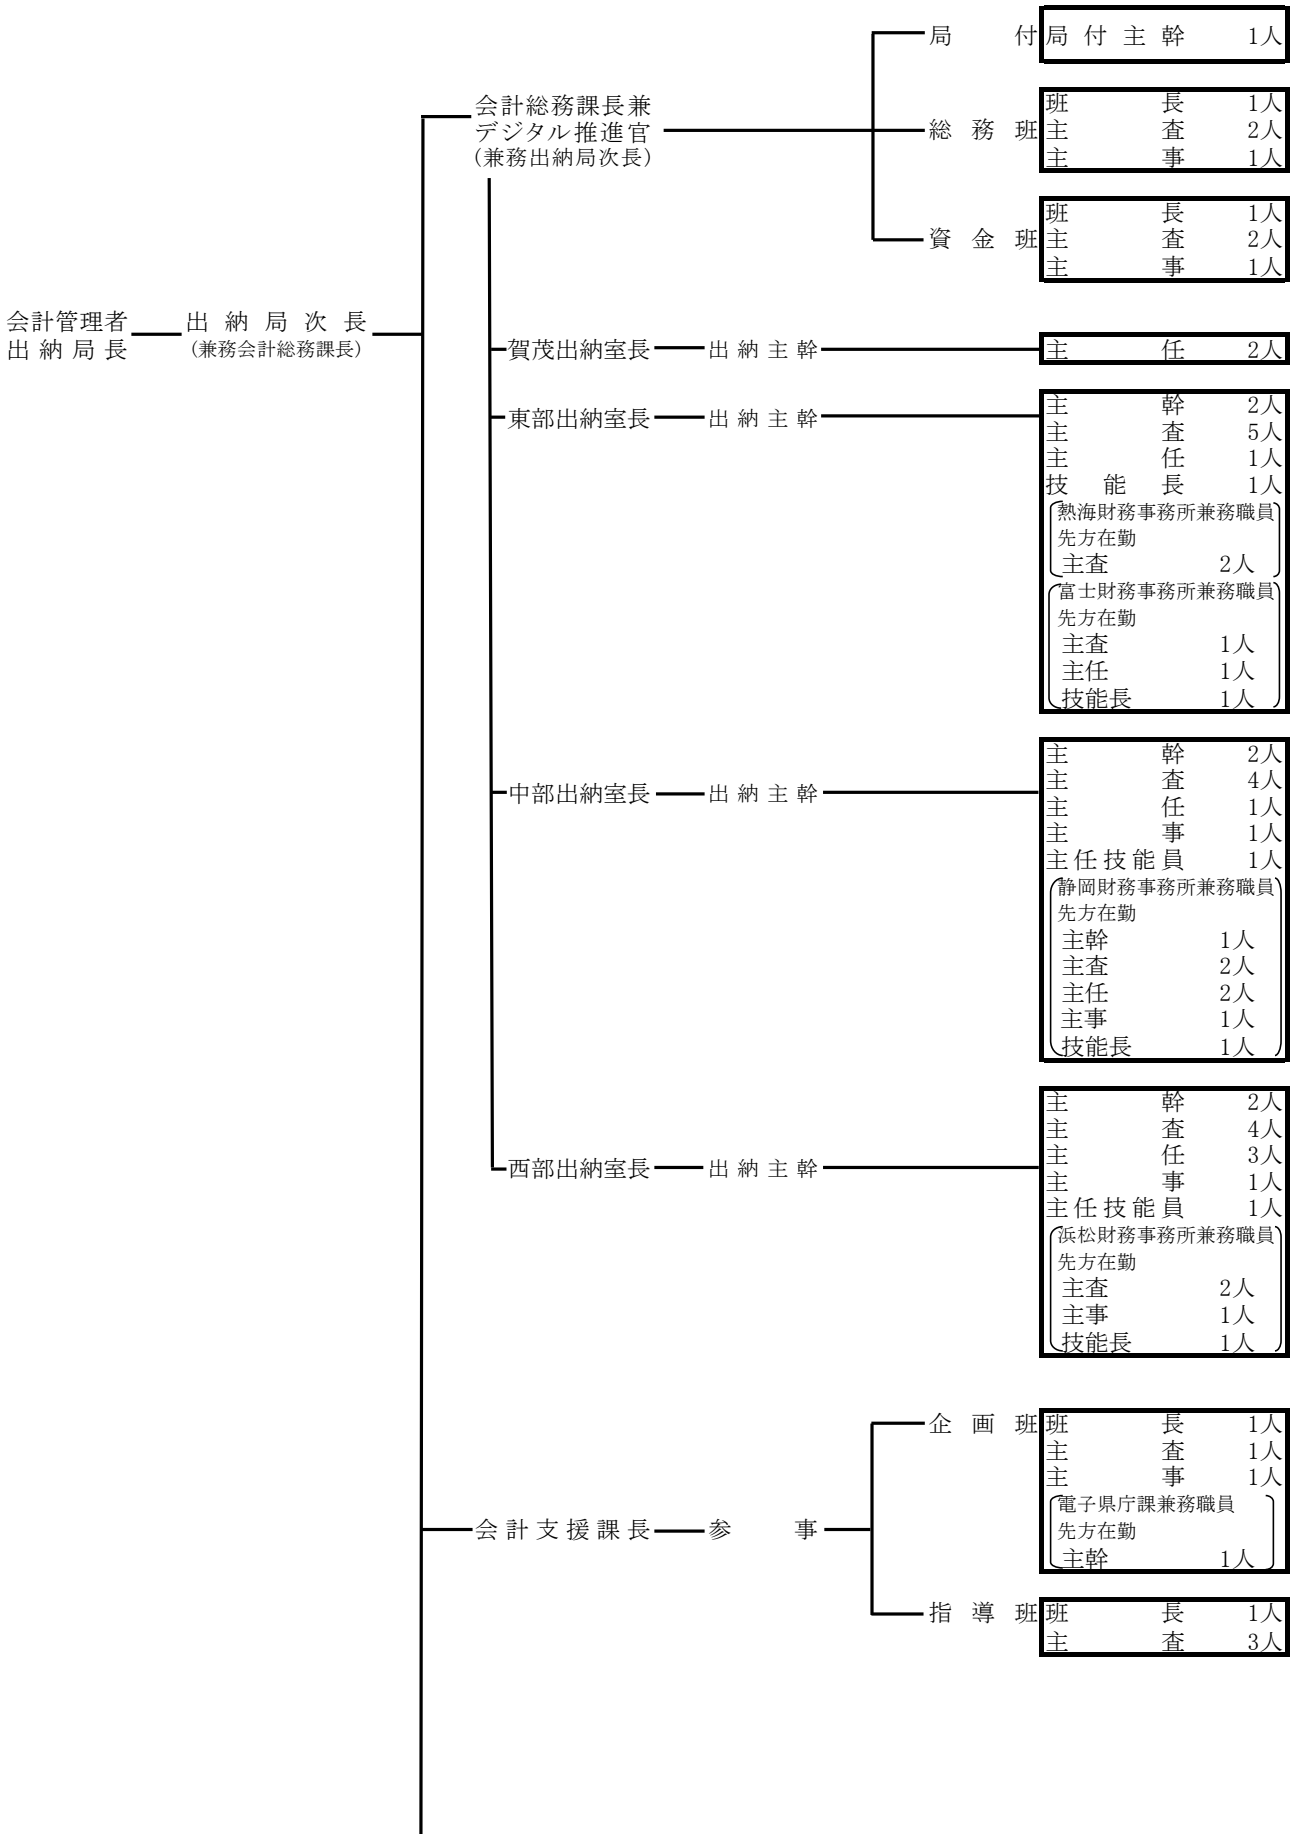 局付 局付主幹 1人
会計総務課長兼
デジタル推進官
(兼務出納局次長)
総務班 班長 1人
主査 2人
主事 1人
資金班 班長 1人
主査 2人
主事 1人
会計管理者
出納局長
出納局次長
(兼務会計総務課長)
賀茂出納室長 出納主幹 主任 2人
東部出納室長 出納主幹 主幹 2人
主査 5人
主任 1人
技能長 1人
熱海財務事務所兼務職員
先方在勤
主査 2人
富士財務事務所兼務職員
先方在勤
主査 1人
主任 1人
技能長 1人
中部出納室長 出納主幹 主幹 2人
主査 4人
主任 1人
主事 1人
主任技能員 1人
静岡財務事務所兼務職員
先方在勤
主幹 1人
主査 2人
主任 2人
主事 1人
技能長 1人
西部出納室長 出納主幹 主幹 2人
主査 4人
主任 3人
主事 1人
主任技能員 1人
浜松財務事務所兼務職員
先方在勤
主査 2人
主事 1人
技能長 1人
会計支援課長 参事
企画班 班長 1人
主査 1人
主事 1人
電子県庁課兼務職員
先方在勤
主幹 1人
指導班 班長 1人
主査 3人